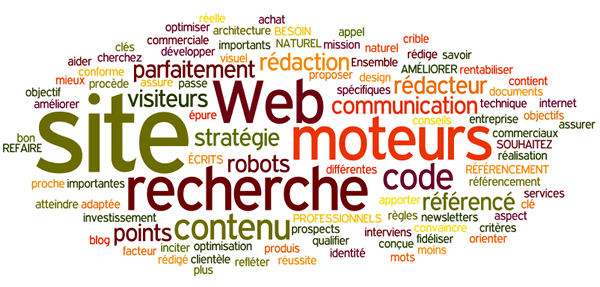 réelle achat
optimiser architecture BESOIN appel
clés commerciale importants NATUREL mission crible
aider cherchez développer visuel rédaction Ensemble naturel rédige savoir
conforme parfaitement proposer AMÉLIORER rentabiliser
mieux procède assure passe design rédacteur contient
objectif visiteurs Web spécifiques documents
améliorer communication technique internet
épure conseils entreprise objectifs
bon site stratégie moteurs commerciaux assurer
REFAIRE SOUHAITEZ
ÉCRITS robots différentes réalisation
proche importantes recherche code RÉFÉRENCEMENT
référencement
atteindre adaptée apporter référencé services
clé
investissement contenu PROFESSIONNELS règles newsletters aspect
blog points prospects interviens convaincre critères
facteur inciter optimisation produis qualifier conçue fidéliser orienter
rédigé clientèle refléter réussite identité mots moins
plus